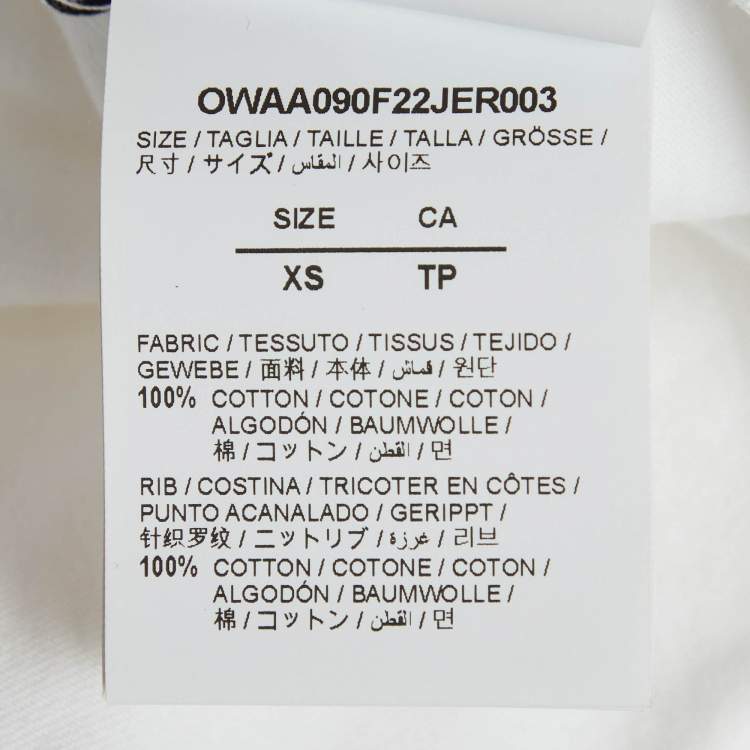 OWAA090F22JER003
SIZE / TAGLIA / TAILLE / TALLA / GRÖSSE /
尺寸 / サイズ / المقاس / 사이즈
SIZE CA
XS TP
FABRIC / TESSUTO / TISSUS / TEJIDO /
GEWEBE / 面料 / 本体 / قماش / 원단
100% COTTON / COTONE / COTON /
ALGODÓN / BAUMWOLLE /
棉 / コットン / القطن / 면
RIB / COSTINA / TRICOTER EN CÔTES /
PUNTO ACANALADO / GERIPPT /
针织罗纹 / ニットリブ / غرزة / 리브
100% COTTON / COTONE / COTON /
ALGODÓN / BAUMWOLLE /
棉 / コットン / القطن / 면